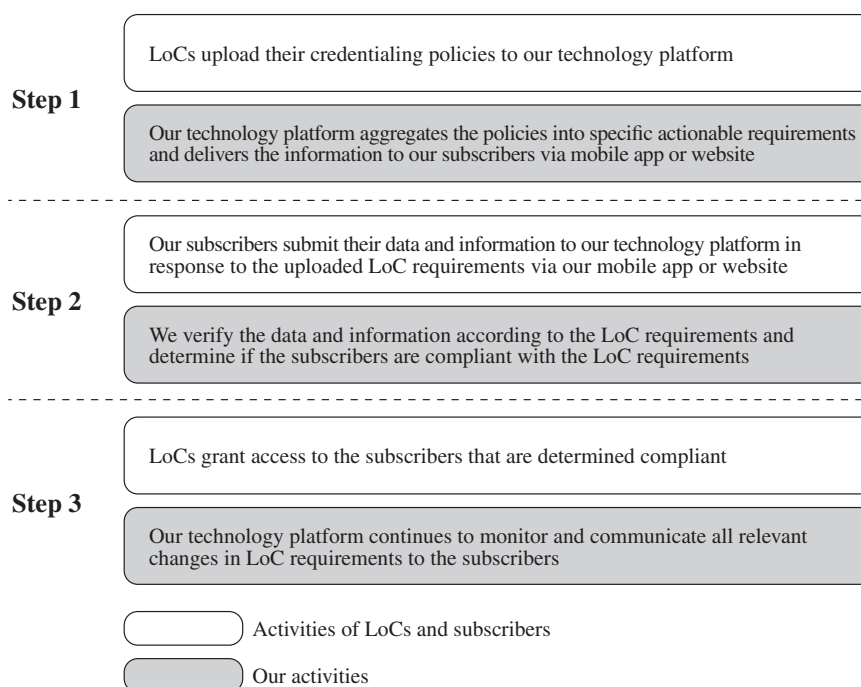 LoCs upload their credentialing policies to our technology platform
Step 1
Our technology platform aggregates the policies into specific actionable requirements
and delivers the information to our subscribers via mobile app or website
Our subscribers submit their data and information to our technology platform in
response to the uploaded LoC requirements via our mobile app or website
Step 2
We verify the data and information according to the LoC requirements and
determine if the subscribers are compliant with the LoC requirements
LoCs grant access to the subscribers that are determined compliant
Step 3
Our technology platform continues to monitor and communicate all relevant
changes in LoC requirements to the subscribers
Activities of LoCs and subscribers
Our activities